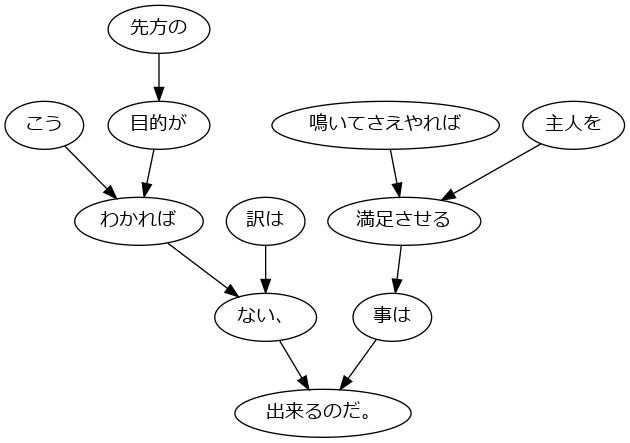 先方の
こう
目的が
鳴いてさえやれば
主人を
わかれば
訳は
満足させる
ない、
事は
出来るのだ。